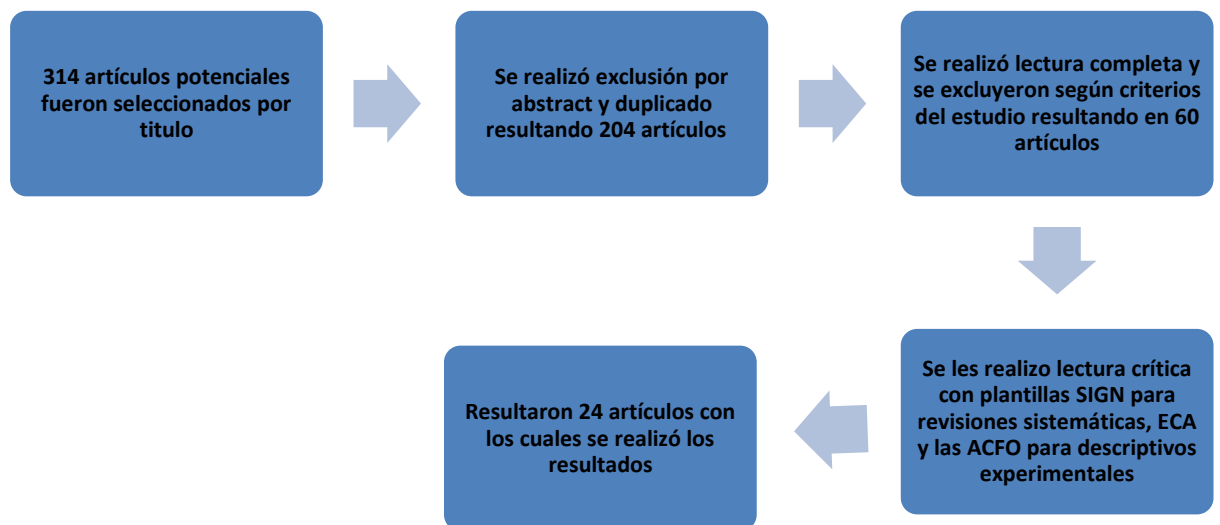 314 artículos potenciales
fueron seleccionados por
titulo
Se realizó exclusión por
abstract y duplicado
resultando 204 artículos
Se realizó lectura completa y
se excluyeron según criterios
del estudio resultando en 60
artículos
Se les realizo lectura crítica
con plantillas SIGN para
revisiones sistemáticas, ECA
y las ACFO para descriptivos
experimentales
Resultaron 24 artículos con
los cuales se realizó los
resultados